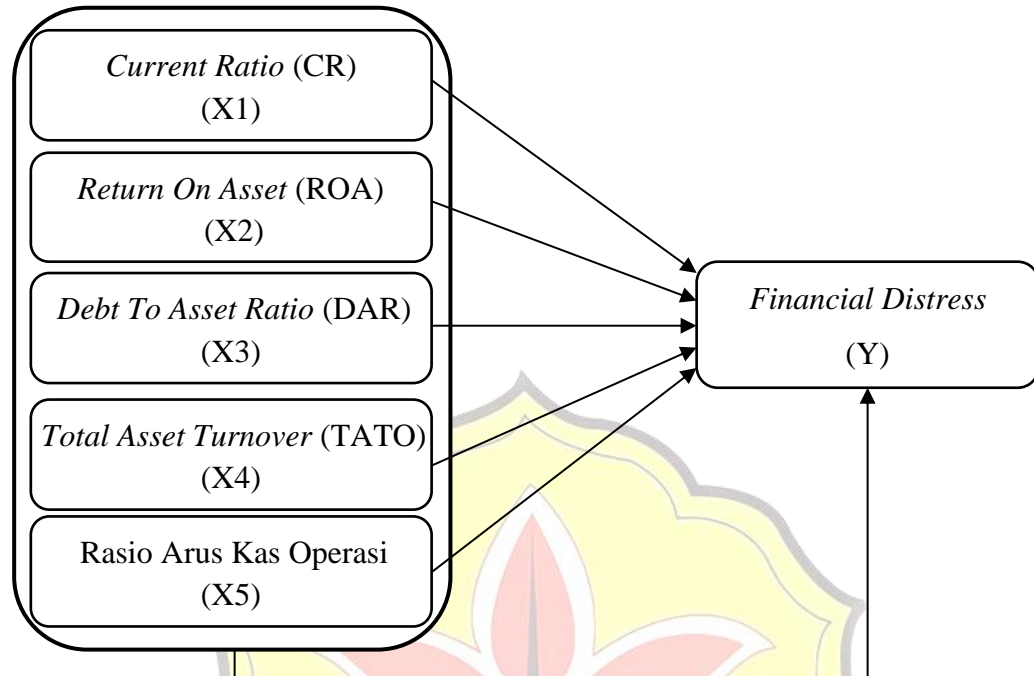 Current Ratio (CR)
(X1)
Return On Asset (ROA)
(X2)
Debt To Asset Ratio (DAR)
(X3)
Total Asset Turnover (TATO)
(X4)
Rasio Arus Kas Operasi
(X5)
Financial Distress
(Y)